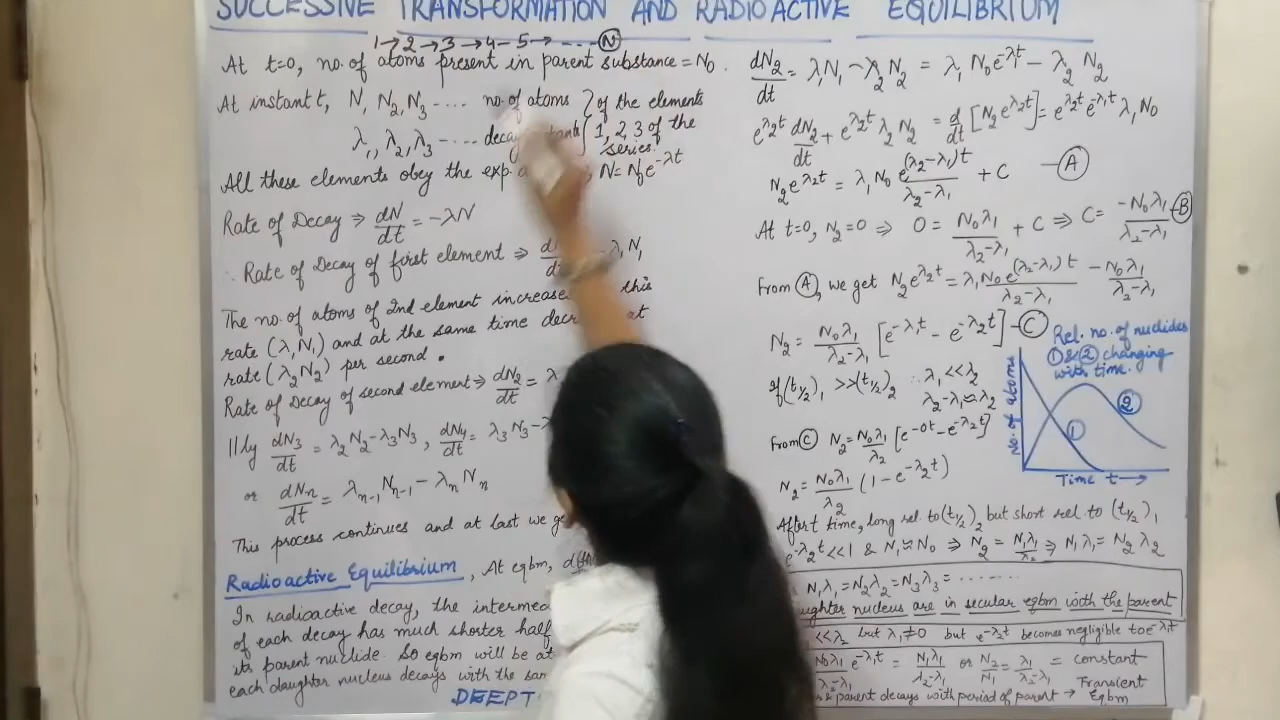 SUCCESSIVE TRANSFORMATION AND RADIOACTIVE EQUILIBRIUM
1→2→3→4–5→----Ⓝ
At t=0, no. of atoms present in parent substance = N₀.
At instant t, N, N₂, N₃ ---- no. of atoms } of the elements
λ₁, λ₂, λ₃ ---- decay } 1, 2, 3 of the series.
All these elements obey the exp N = N₀e^-λt
Rate of Decay ⇒ dN/dt = -λN
∴ Rate of Decay of first element ⇒ -λ₁N₁
The no. of atoms of 2nd element increase this
rate (λ₁N₁) and at the same time at
rate (λ₂N₂) per second.
Rate of Decay of second element ⇒ dN₂/dt =
||ly dN₃/dt = λ₂N₂-λ₃N₃, dN₄/dt = λ₃N₃-
or dNₙ/dt = λₙ₋₁Nₙ₋₁ - λₙNₙ
This process continues and at last we
Radioactive Equilibrium, At eqbm,
In radioactive decay, the
of each decay has much shorter half
its parent nuclide. So eqbm will be
each daughter nucleus decays with the
dN₂/dt = λ₁N₁ - λ₂N₂ = λ₁N₀e^-λ₁t - λ₂N₂
e^λ₂t dN₂/dt + e^λ₂t λ₂N₂ = d/dt [N₂e^λ₂t] = e^λ₂t e^-λ₁t λ₁N₀
N₂e^λ₂t = λ₁N₀ e^(λ₂-λ₁)t/λ₂-λ₁ + C —Ⓐ
At t=0, N₂=0 ⇒ 0 = N₀λ₁/λ₂-λ₁ + C ⇒ C = -N₀λ₁/λ₂-λ₁ -Ⓑ
From Ⓐ, we get N₂e^λ₂t = λ₁N₀e^(λ₂-λ₁)t/λ₂-λ₁ - N₀λ₁/λ₂-λ₁
N₂ = N₀λ₁/λ₂-λ₁ [e^-λ₁t - e^-λ₂t] -Ⓒ
If (t½)₁ >> (t½)₂ ∴ λ₁<<λ₂
λ₂-λ₁≈λ₂
From Ⓒ N₂ = N₀λ₁/λ₂ [e^-0t - e^-λ₂t]
N₂ = N₀λ₁/λ₂ (1-e^-λ₂t)
Rel. no. of nuclides
① & ② changing
with time.
No. of atoms
①
②
Time t→
After t time, long rel. to (t½)₂ but short rel. to (t½)₁
e^-λ₂t <<1 & N₁≈N₀ ⇒ N₂ = N₁λ₁/λ₂ ⇒ N₁λ₁ = N₂λ₂
N₁λ₁=N₂λ₂=N₃λ₃=-------
nucleus are in secular eqbm with the parent
<<λ₂ but λ₁≠0 but e^-λ₂t becomes negligible to e^-λ₁t
N₀λ₁/λ₂-λ₁ e^-λ₁t = N₁λ₁/λ₂-λ₁ or N₂/N₁ = λ₁/λ₂-λ₁ = constant
& parent decays with period of parent → Transient Eqbm